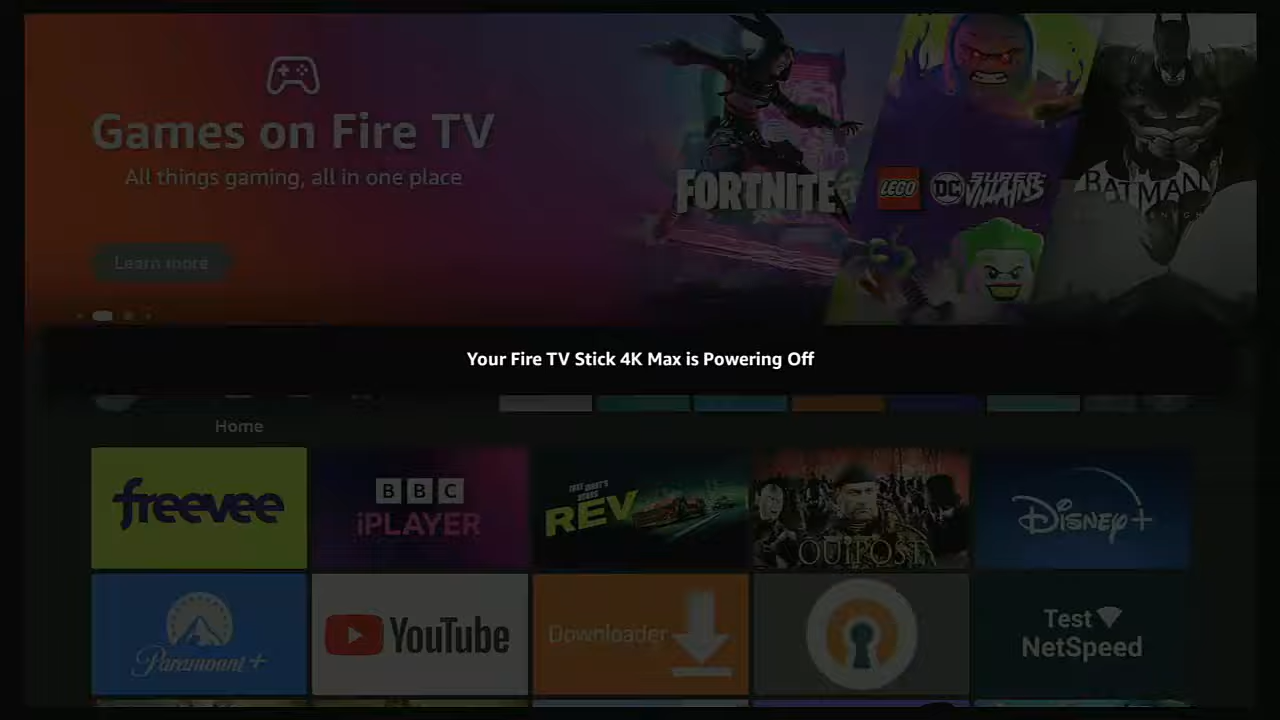 Games on Fire TV
All things gaming, all in one place
Learn more
FORTNITE
LEGO DC SUPER-VILLAINS
BATMAN
Your Fire TV Stick 4K Max is Powering Off
Home
freevee
BBC
iPLAYER
REV
OUTPOST
Disney+
Paramount+
YouTube
Downloader
Test
NetSpeed